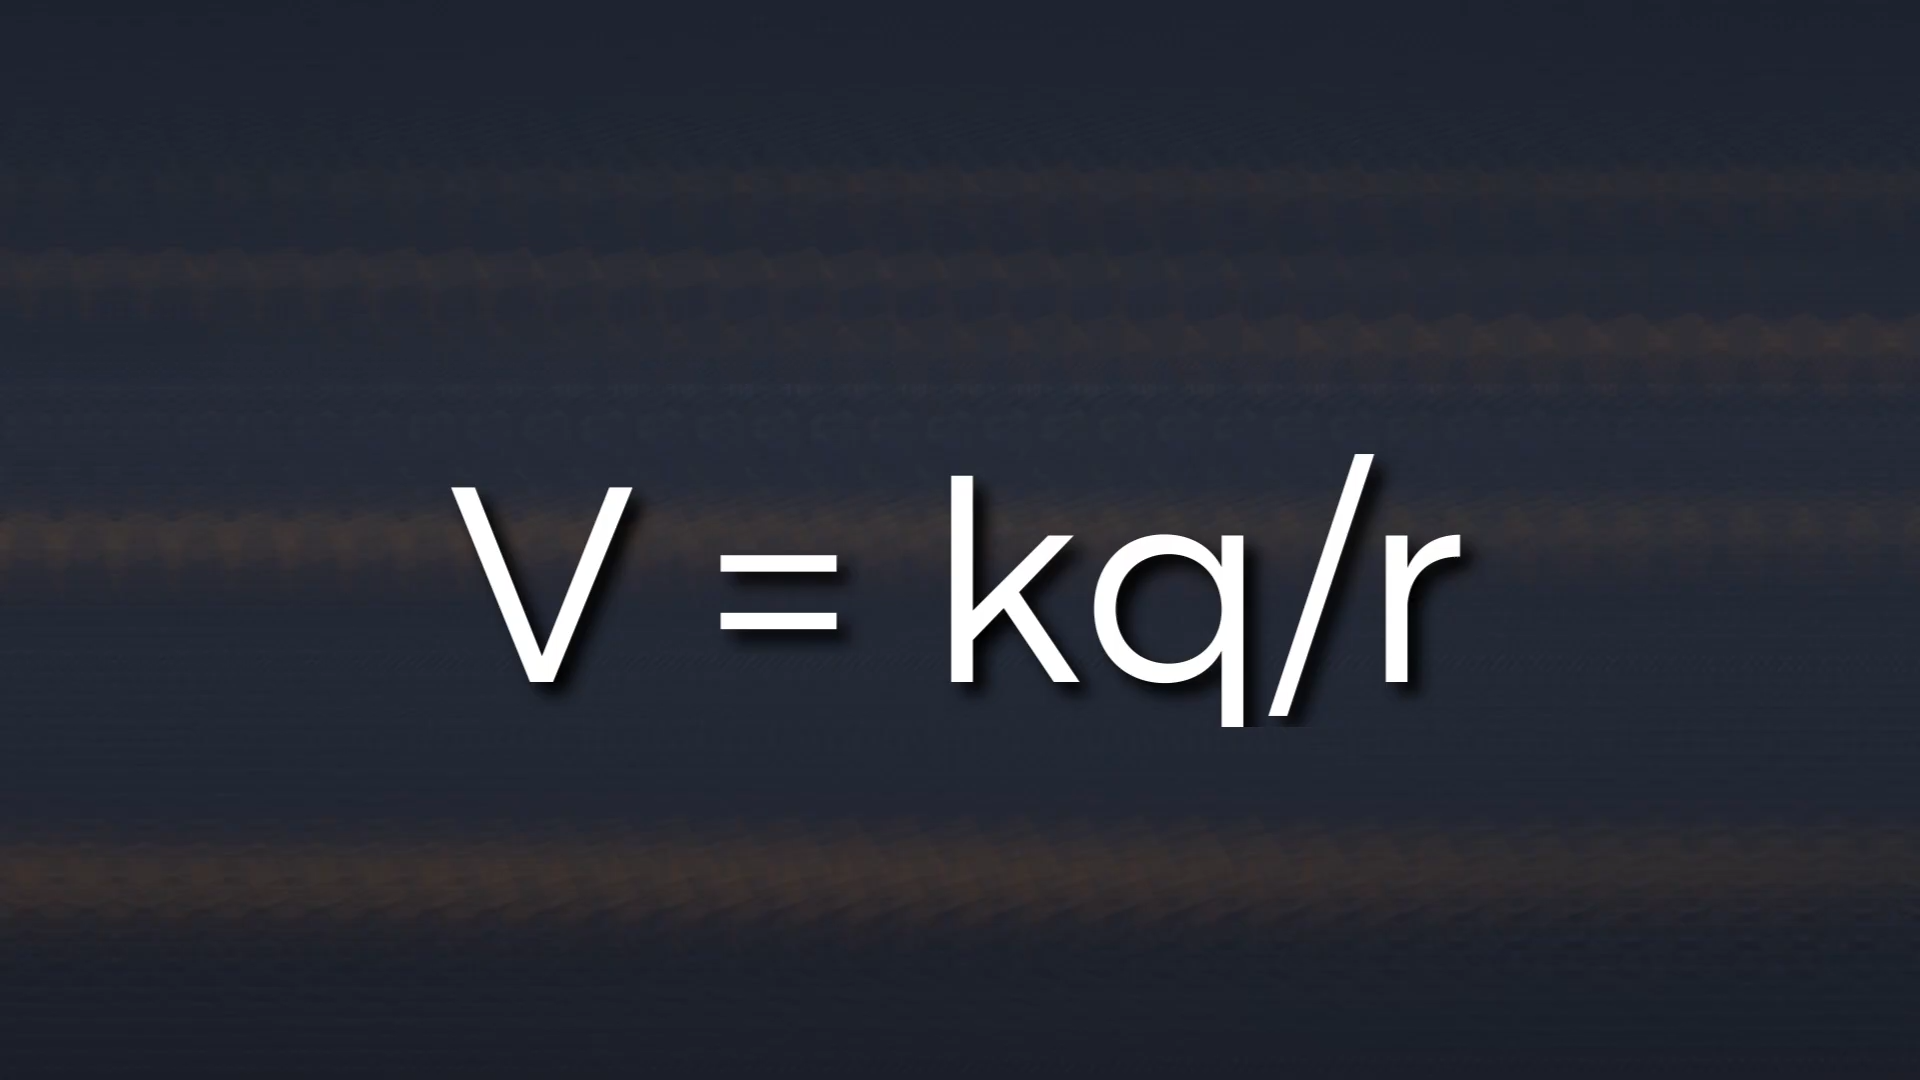 V = kq/r